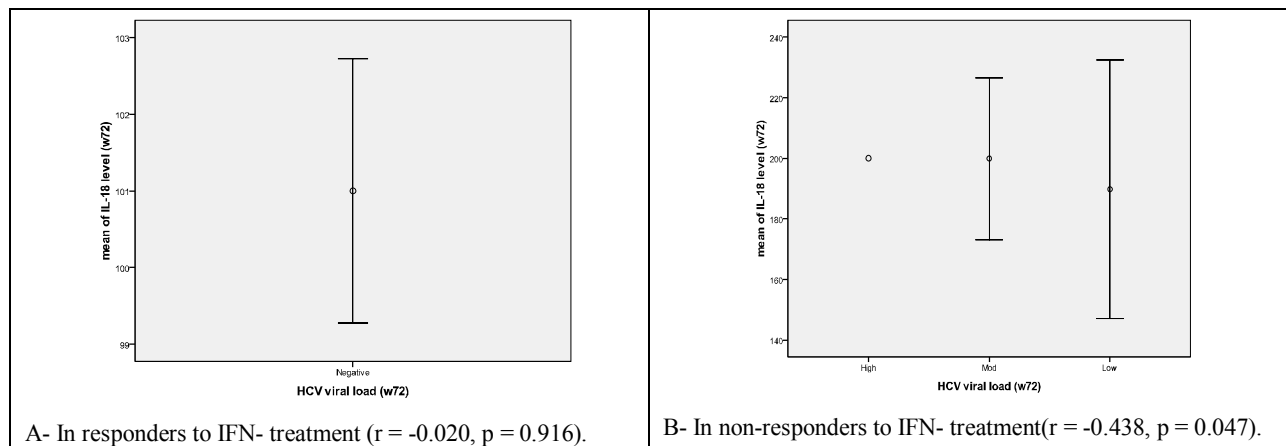 mean of IL-18 level (w72)
103
102
101
100
99
Negative
HCV viral load (w72)
A- In responders to IFN- treatment (r = -0.020, p = 0.916).
mean of IL-18 level (w72)
240
220
200
180
160
140
High Mod Low
HCV viral load (w72)
B- In non-responders to IFN- treatment(r = -0.438, p = 0.047).